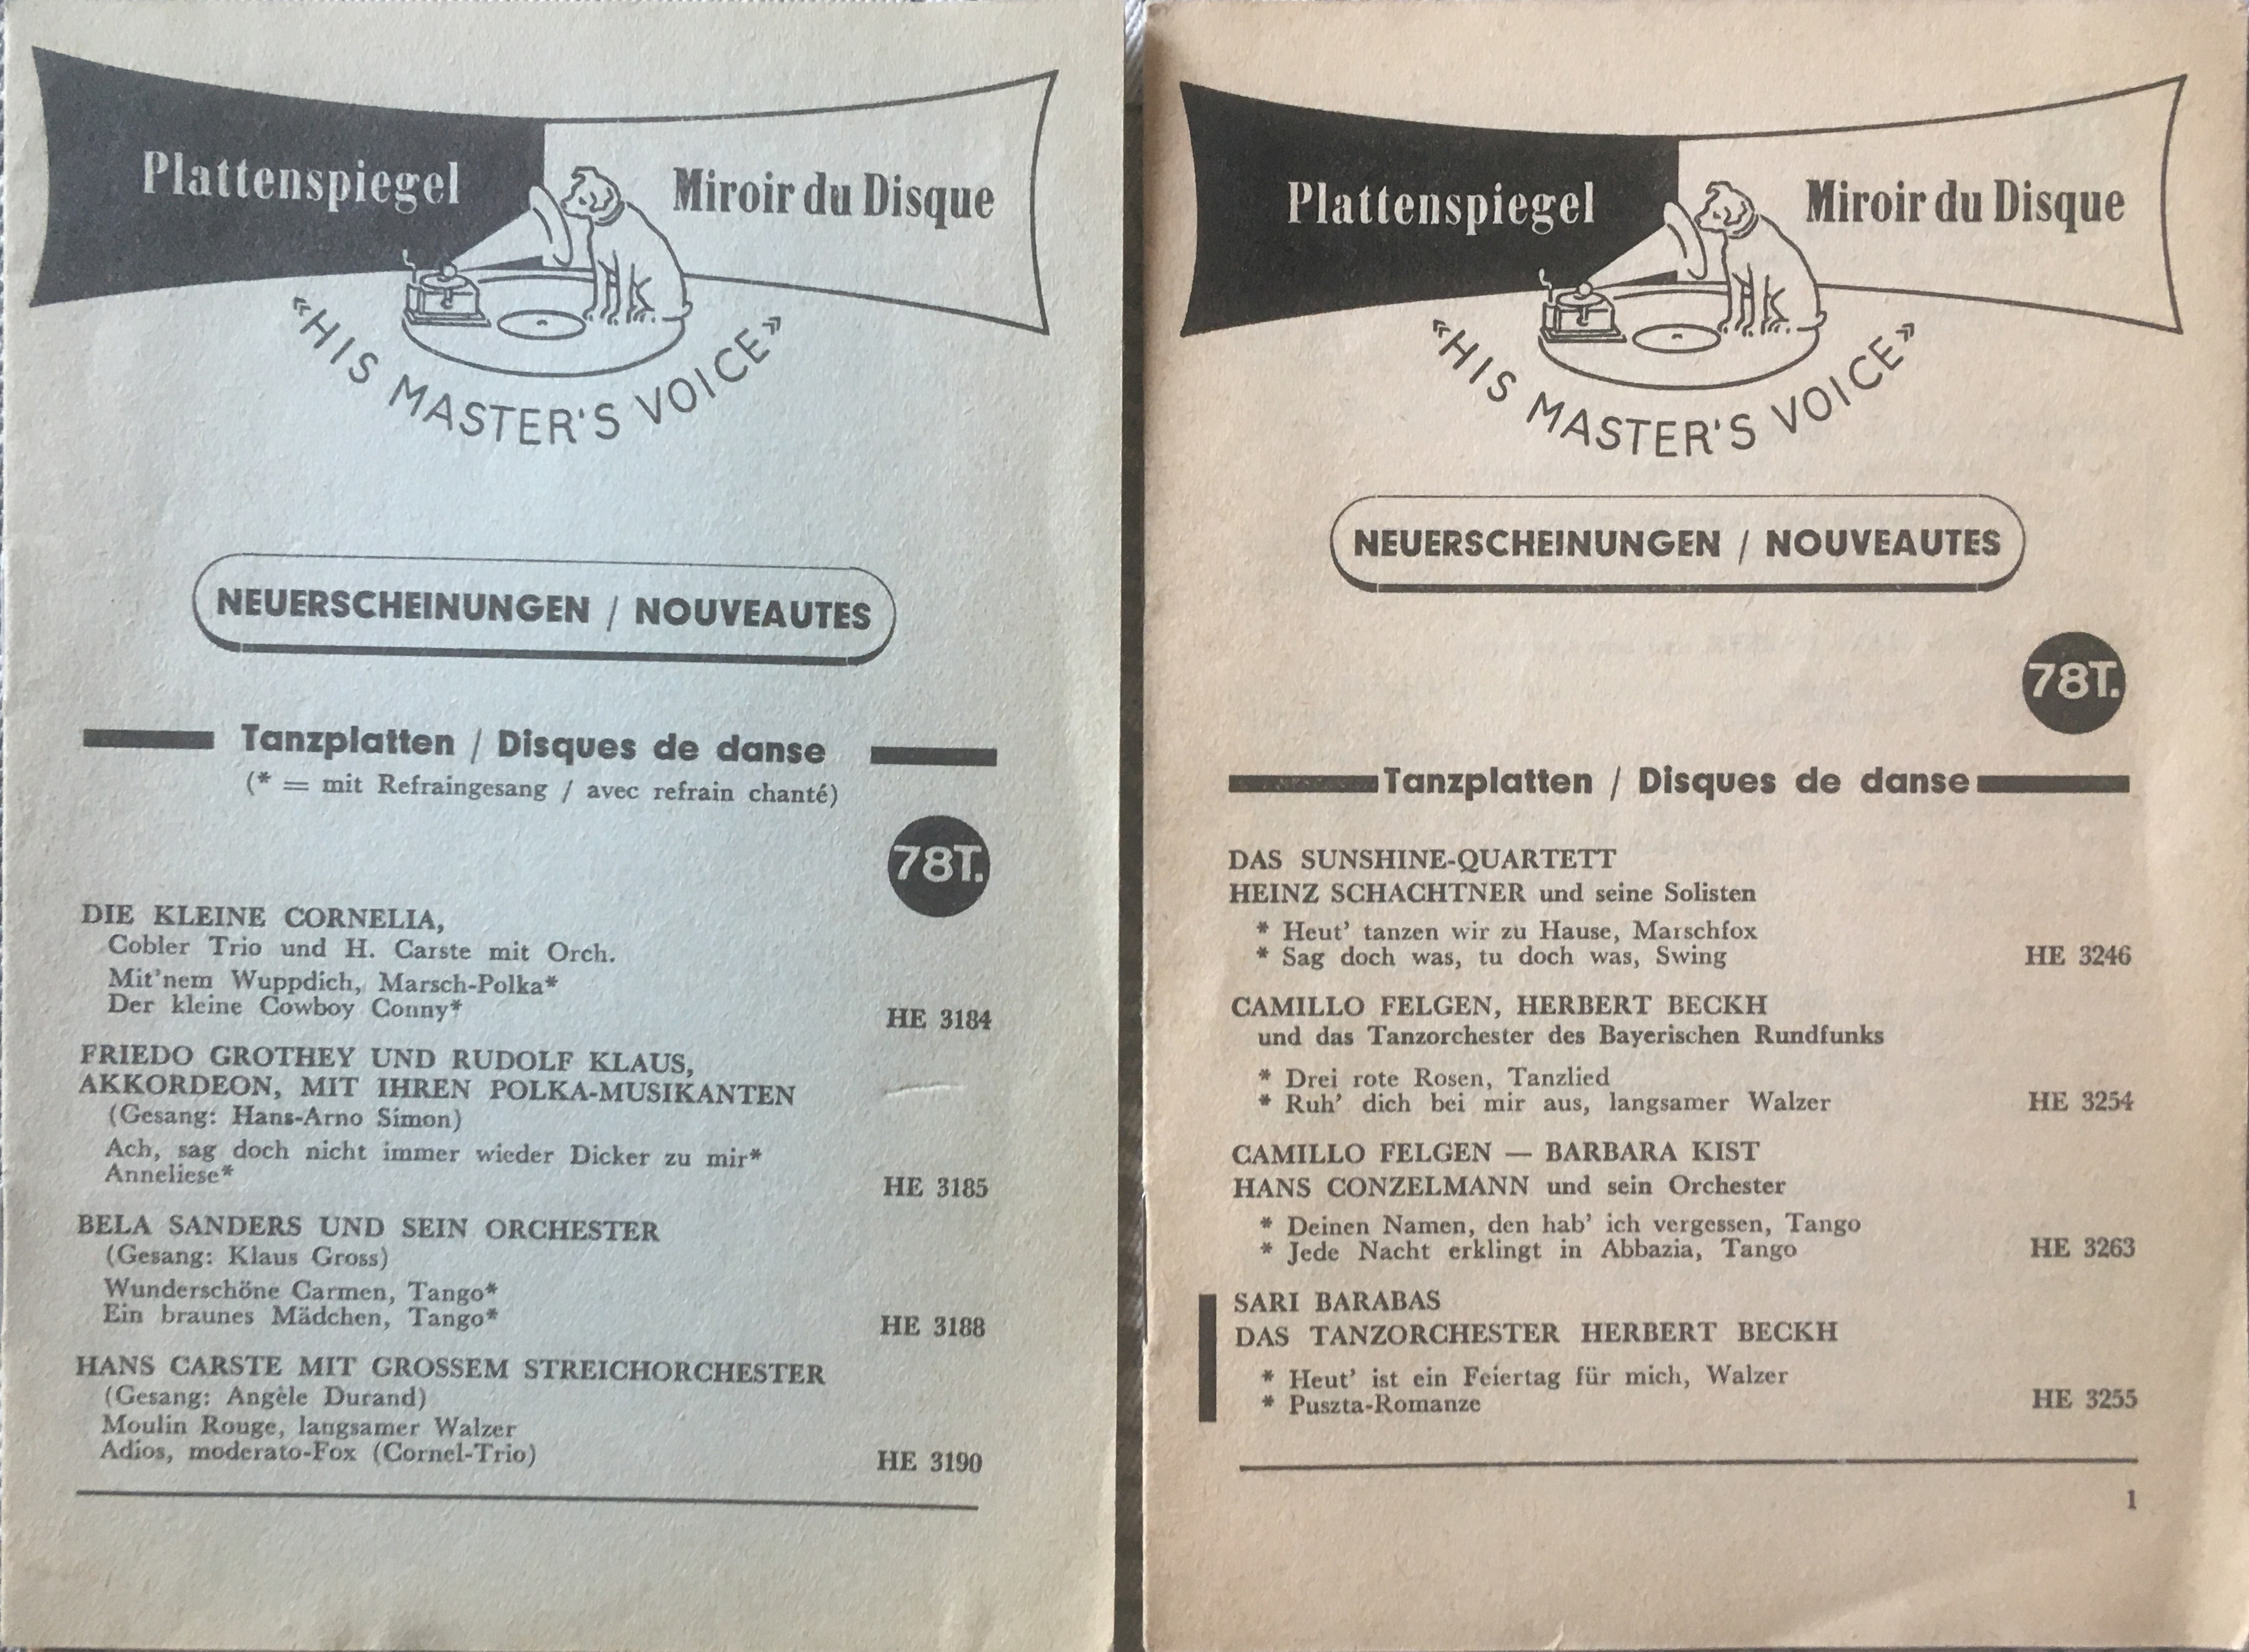 Plattenspiegel
Miroir du Disque
«HIS MASTER'S VOICE»
NEUERSCHEINUNGEN / NOUVEAUTES
Tanzplatten / Disques de danse
(* = mit Refraingesang / avec refrain chanté)
78T.
DIE KLEINE CORNELIA,
Cobler Trio und H. Carste mit Orch.
Mit'nem Wuppdich, Marsch-Polka*
Der kleine Cowboy Conny* HE 3184
FRIEDO GROTHEY UND RUDOLF KLAUS,
AKKORDEON, MIT IHREN POLKA-MUSIKANTEN
(Gesang: Hans-Arno Simon)
Ach, sag doch nicht immer wieder Dicker zu mir*
Anneliese* HE 3185
BELA SANDERS UND SEIN ORCHESTER
(Gesang: Klaus Gross)
Wunderschöne Carmen, Tango*
Ein braunes Mädchen, Tango* HE 3188
HANS CARSTE MIT GROSSEM STREICHORCHESTER
(Gesang: Angèle Durand)
Moulin Rouge, langsamer Walzer
Adios, moderato-Fox (Cornel-Trio) HE 3190
Plattenspiegel
Miroir du Disque
«HIS MASTER'S VOICE»
NEUERSCHEINUNGEN / NOUVEAUTES
78T.
Tanzplatten / Disques de danse
DAS SUNSHINE-QUARTETT
HEINZ SCHACHTNER und seine Solisten
* Heut' tanzen wir zu Hause, Marschfox
* Sag doch was, tu doch was, Swing HE 3246
CAMILLO FELGEN, HERBERT BECKH
und das Tanzorchester des Bayerischen Rundfunks
* Drei rote Rosen, Tanzlied
* Ruh' dich bei mir aus, langsamer Walzer HE 3254
CAMILLO FELGEN — BARBARA KIST
HANS CONZELMANN und sein Orchester
* Deinen Namen, den hab' ich vergessen, Tango
* Jede Nacht erklingt in Abbazia, Tango HE 3263
SARI BARABAS
DAS TANZORCHESTER HERBERT BECKH
* Heut' ist ein Feiertag für mich, Walzer
* Puszta-Romanze HE 3255
1